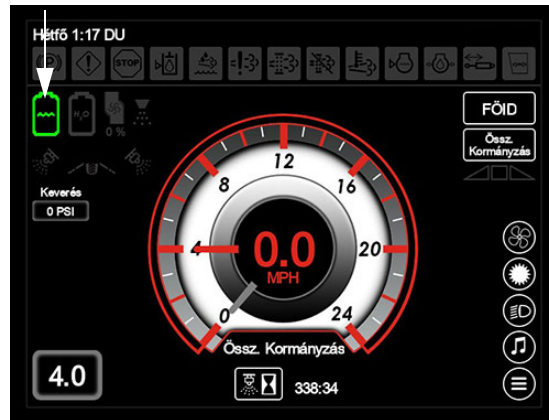 Hétfő 1:17 DU
(P)
STOP
H₂O
0 %
FÖID
Össz.
Kormányzás
Keverés
0 PSI
12
8
16
4
20
0
24
0.0
MPH
Össz. Kormányzás
4.0
338:34